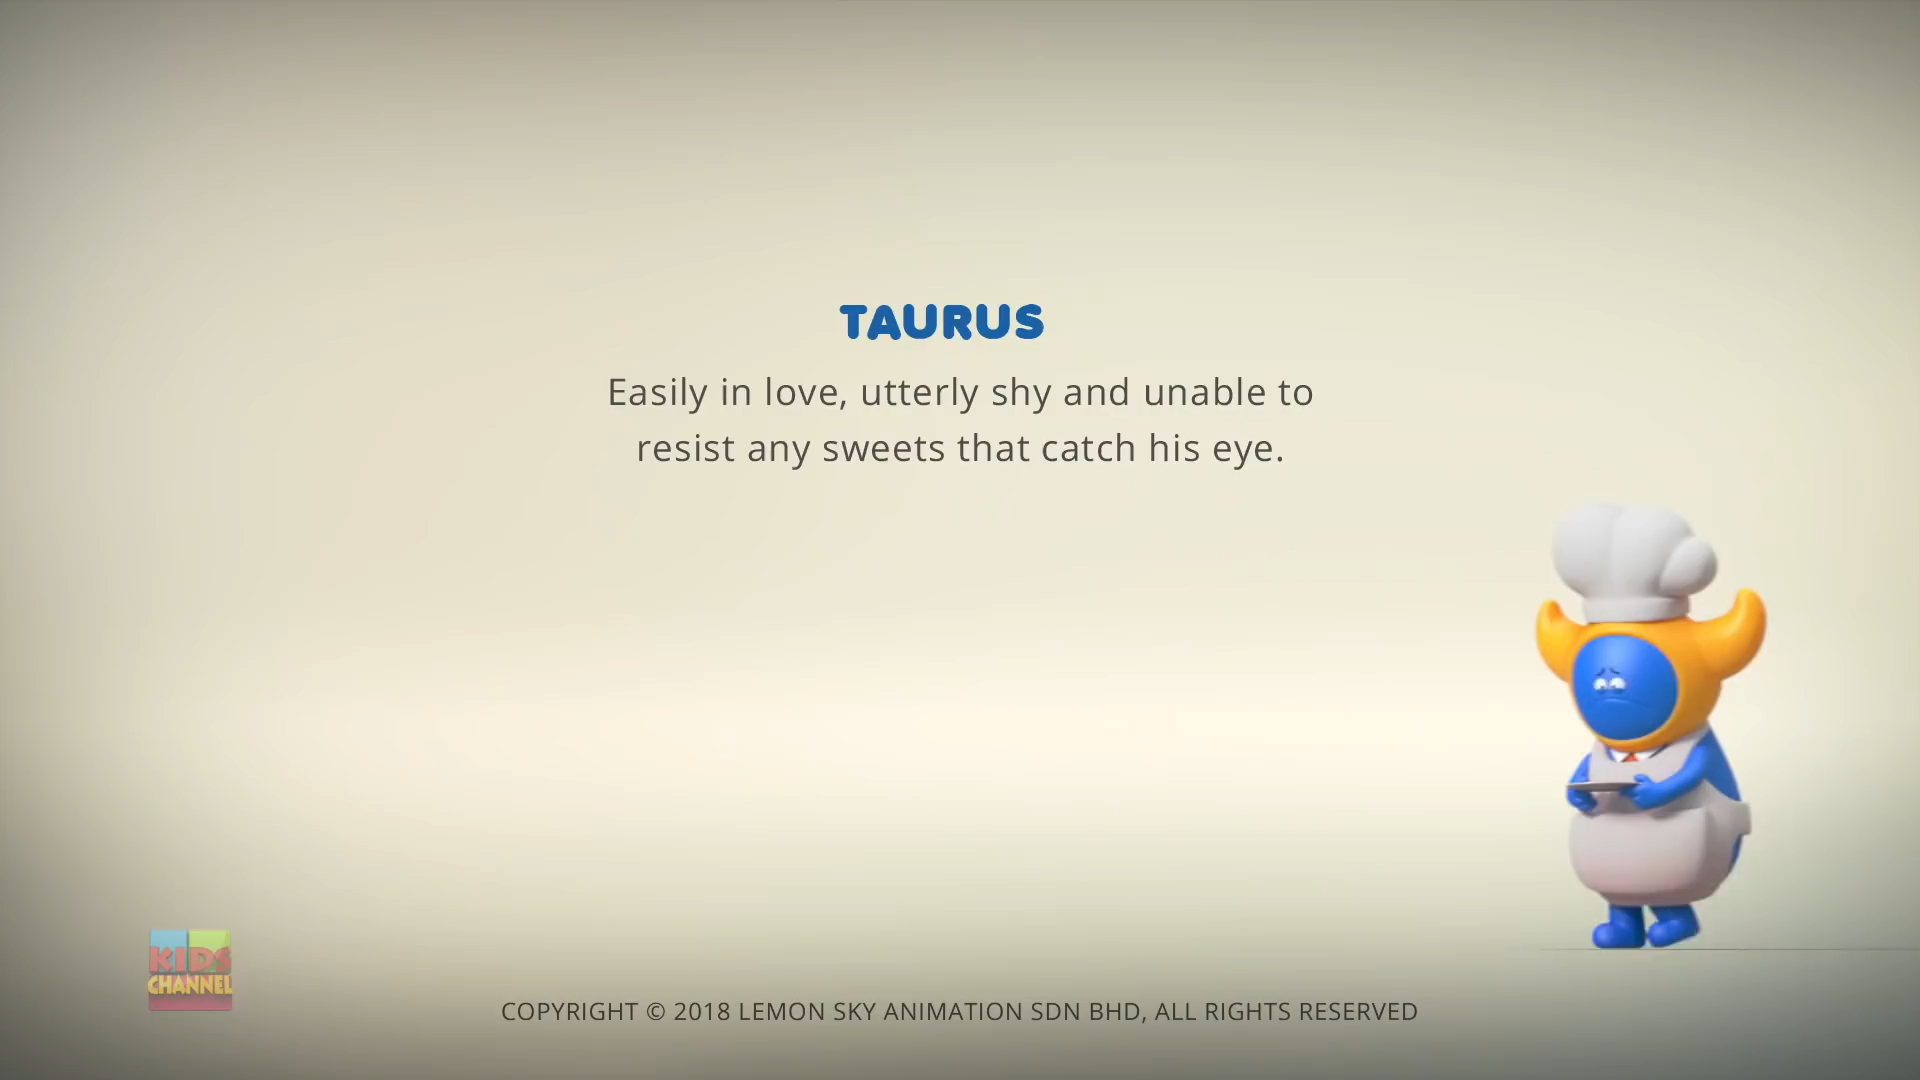 TAURUS
Easily in love, utterly shy and unable to
resist any sweets that catch his eye.
KIDS
CHANNEL
COPYRIGHT © 2018 LEMON SKY ANIMATION SDN BHD, ALL RIGHTS RESERVED